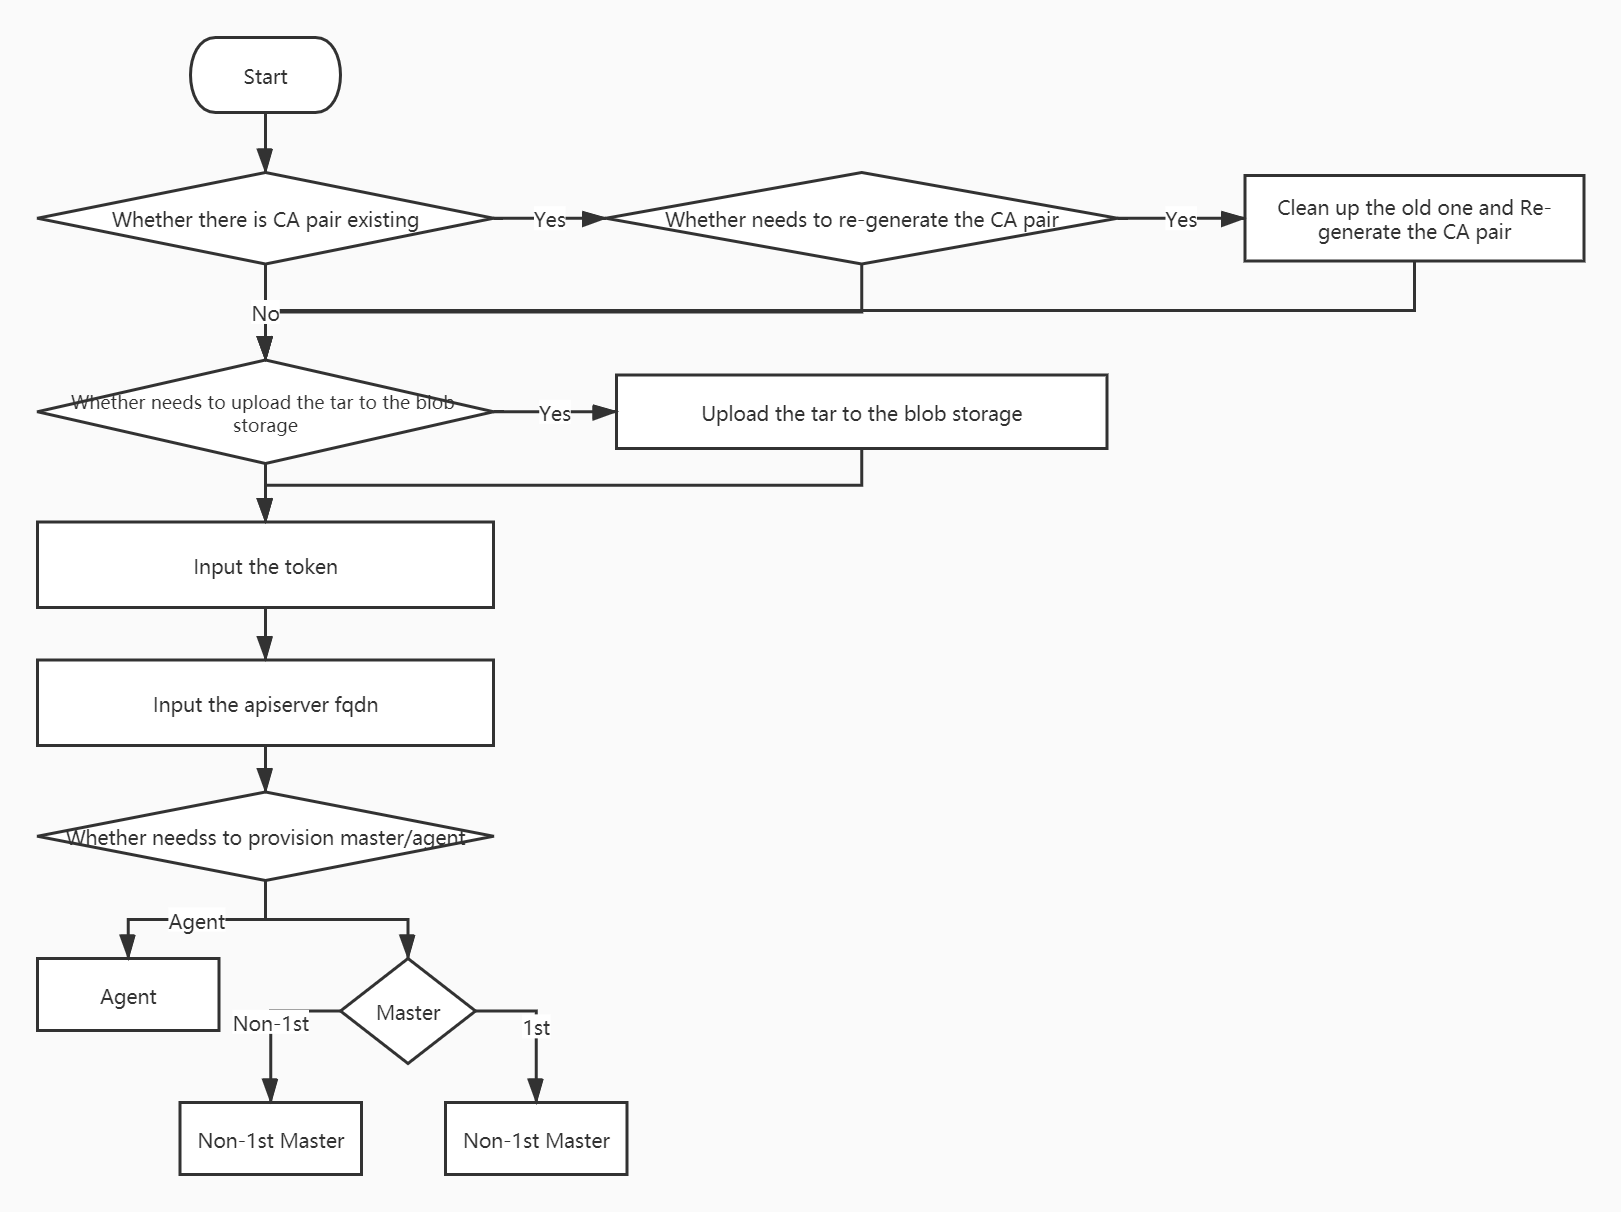 Start
Whether there is CA pair existing
Yes
Whether needs to re-generate the CA pair
Yes
Clean up the old one and Re-
generate the CA pair
No
Whether needs to upload the tar to the blob
storage
Yes
Upload the tar to the blob storage
Input the token
Input the apiserver fqdn
Whether needss to provision master/agent
Agent
Agent
Master
Non-1st
1st
Non-1st Master
Non-1st Master